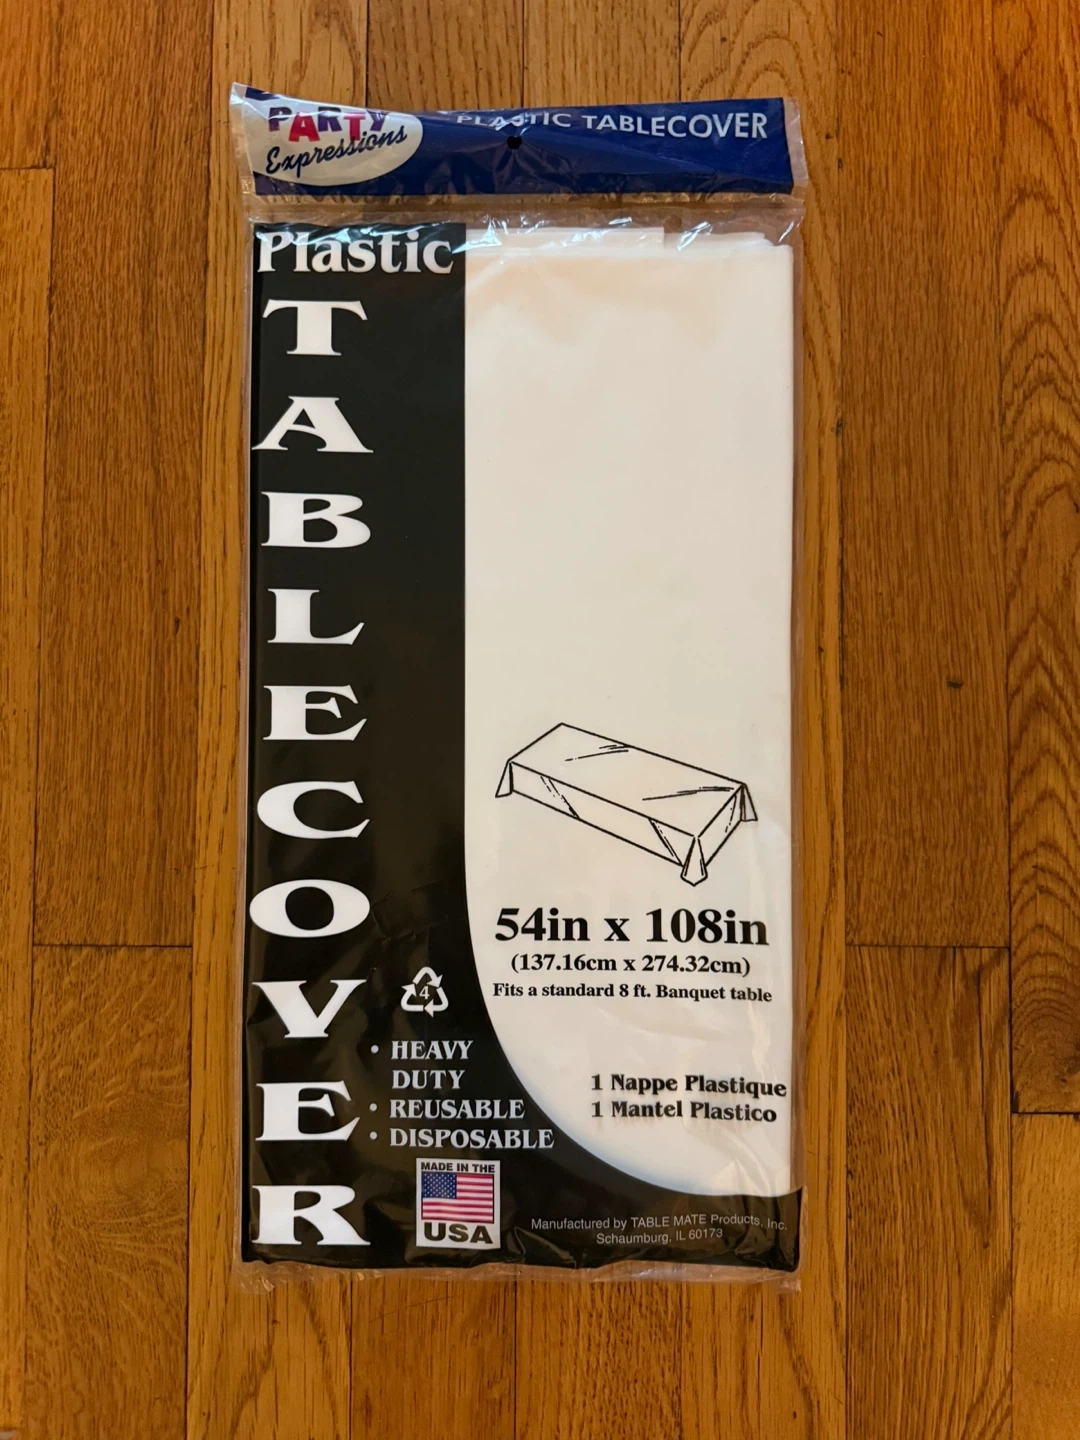 PARTY
Expressions
PLASTIC TABLECOVER
Plastic
TABLECOVER
4
• HEAVY
DUTY
• REUSABLE
• DISPOSABLE
MADE IN THE
USA
54in x 108in
(137.16cm x 274.32cm)
Fits a standard 8 ft. Banquet table
1 Nappe Plastique
1 Mantel Plastico
Manufactured by TABLE MATE Products, Inc.
Schaumburg, IL 60173